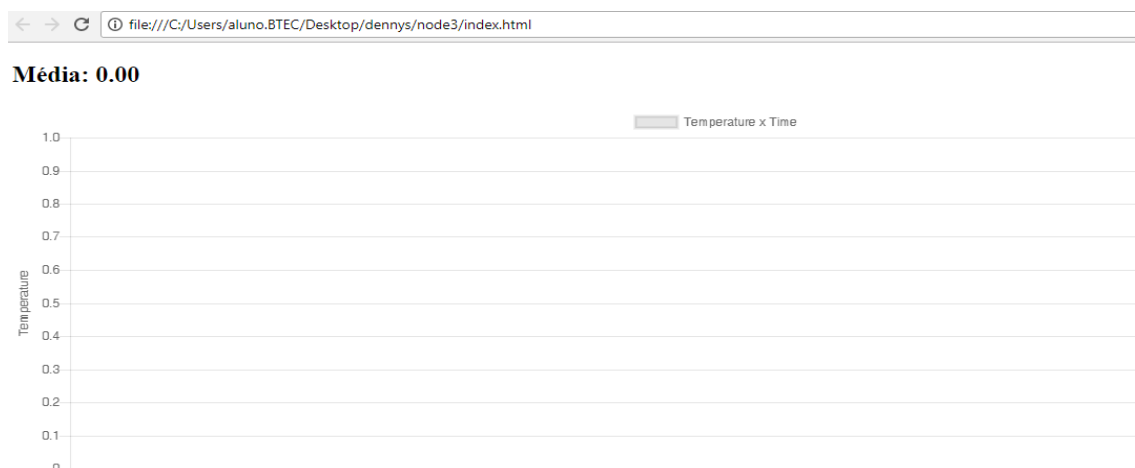 file:///C:/Users/aluno.BTEC/Desktop/dennys/node3/index.html
Média: 0.00
Temperature x Time
1.0
0.9
0.8
0.7
0.6
0.5
0.4
0.3
0.2
0.1
0
Temperature